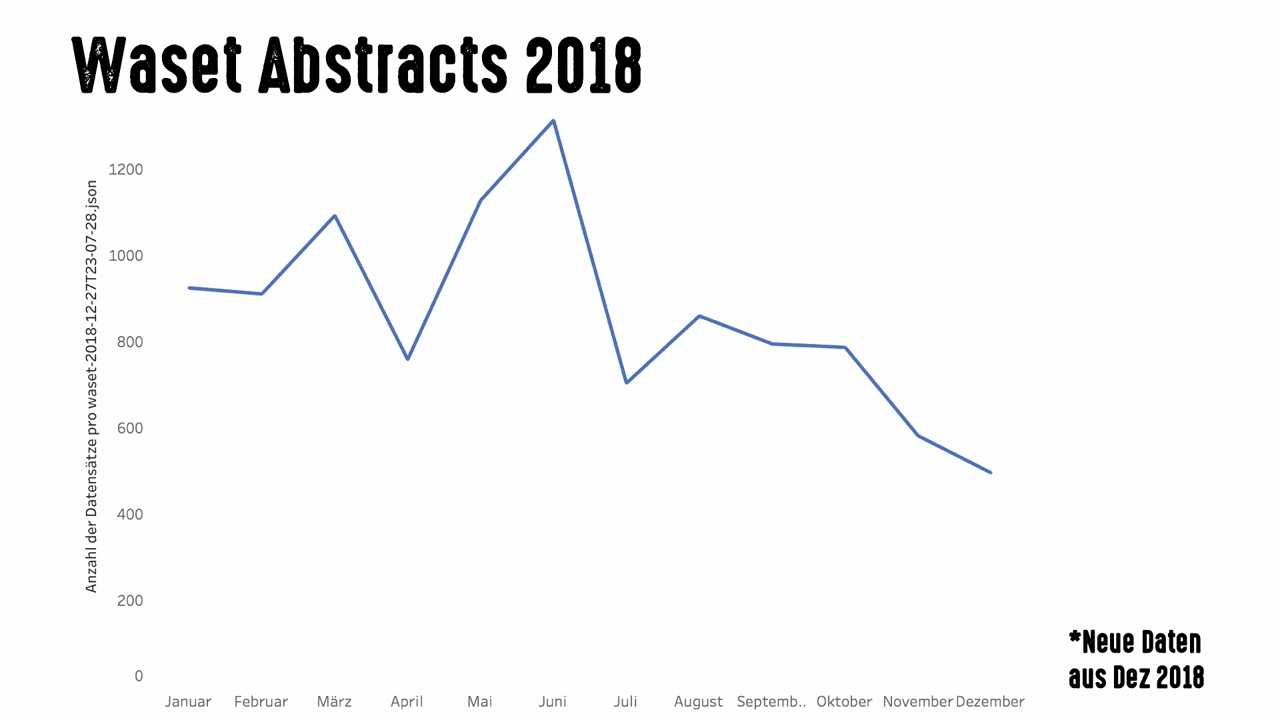 Waset Abstracts 2018
Anzahl der Datensätze pro waset-2018-12-27T23-07-28.json
1200
1000
800
600
400
200
0
Januar Februar März April Mai Juni Juli August Septemb.. Oktober November Dezember
*Neue Daten
aus Dez 2018